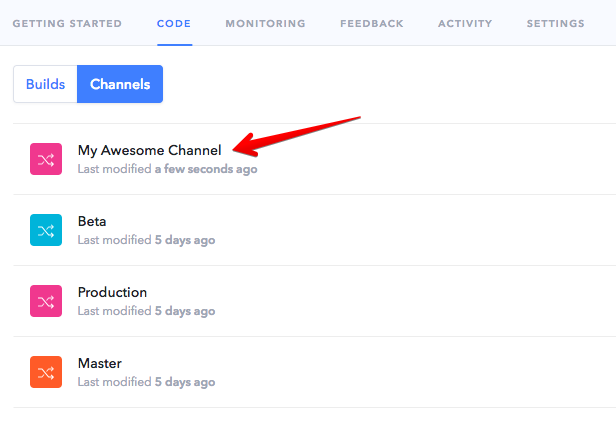 GETTING STARTED CODE MONITORING FEEDBACK ACTIVITY SETTINGS
Builds Channels
My Awesome Channel
Last modified a few seconds ago
Beta
Last modified 5 days ago
Production
Last modified 5 days ago
Master
Last modified 5 days ago